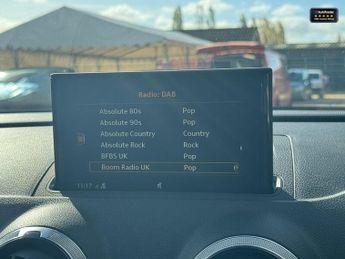 AutoTrader
Radio: DAB
Absolute 80s Pop
Absolute 90s Pop
Absolute Country Country
Absolute Rock Rock
BFBS UK Pop
Boom Radio UK Pop
11:17